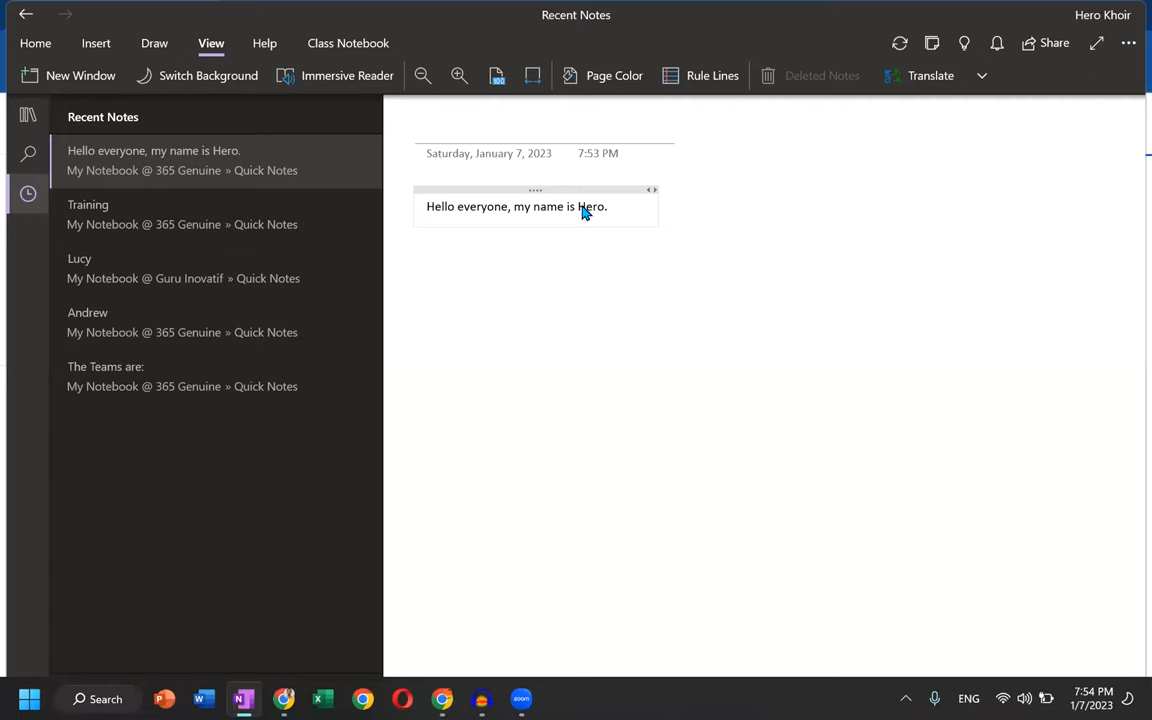 Recent Notes
Hero Khoir
Home Insert Draw View Help Class Notebook Share
New Window Switch Background Immersive Reader 100 Page Color Rule Lines Deleted Notes Translate
Recent Notes
Hello everyone, my name is Hero.
My Notebook @ 365 Genuine » Quick Notes
Training
My Notebook @ 365 Genuine » Quick Notes
Lucy
My Notebook @ Guru Inovatif » Quick Notes
Andrew
My Notebook @ 365 Genuine » Quick Notes
The Teams are:
My Notebook @ 365 Genuine » Quick Notes
Saturday, January 7, 2023 7:53 PM
Hello everyone, my name is Hero.
Search P W N X zoom ENG 7:54 PM
1/7/2023